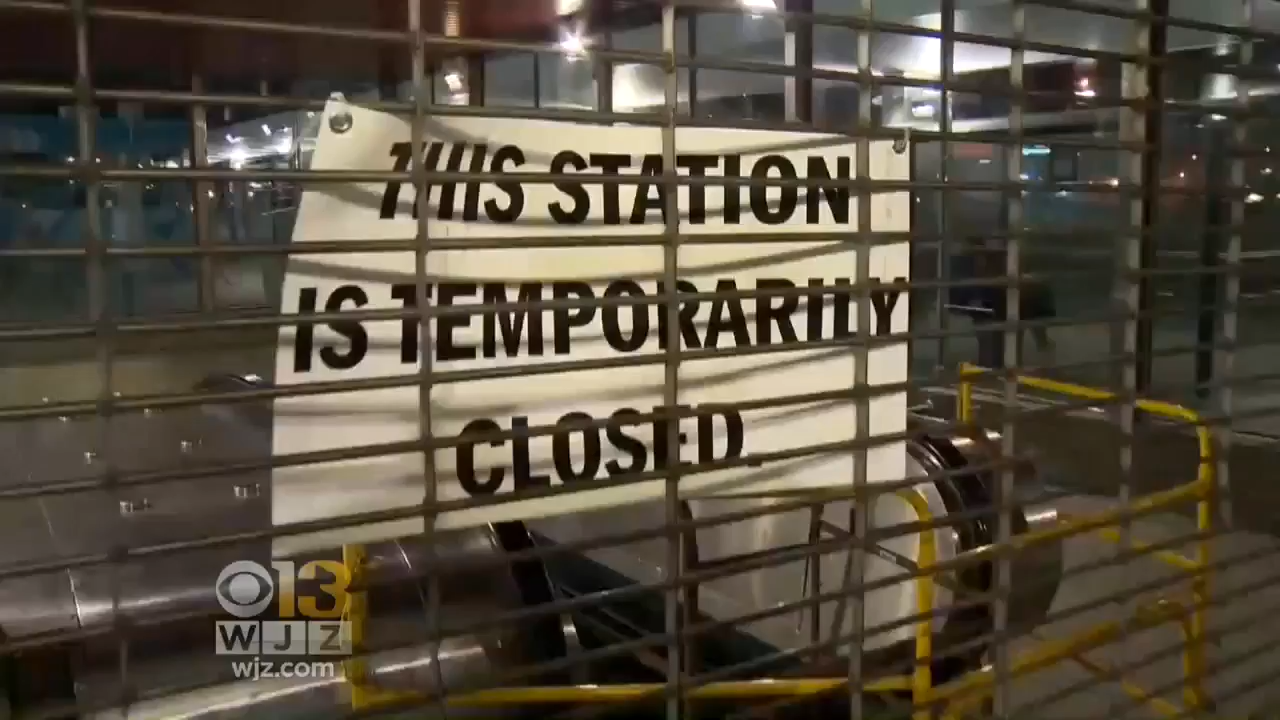 THIS STATION
IS TEMPORARILY
CLOSED.
13
WJZ
wjz.com